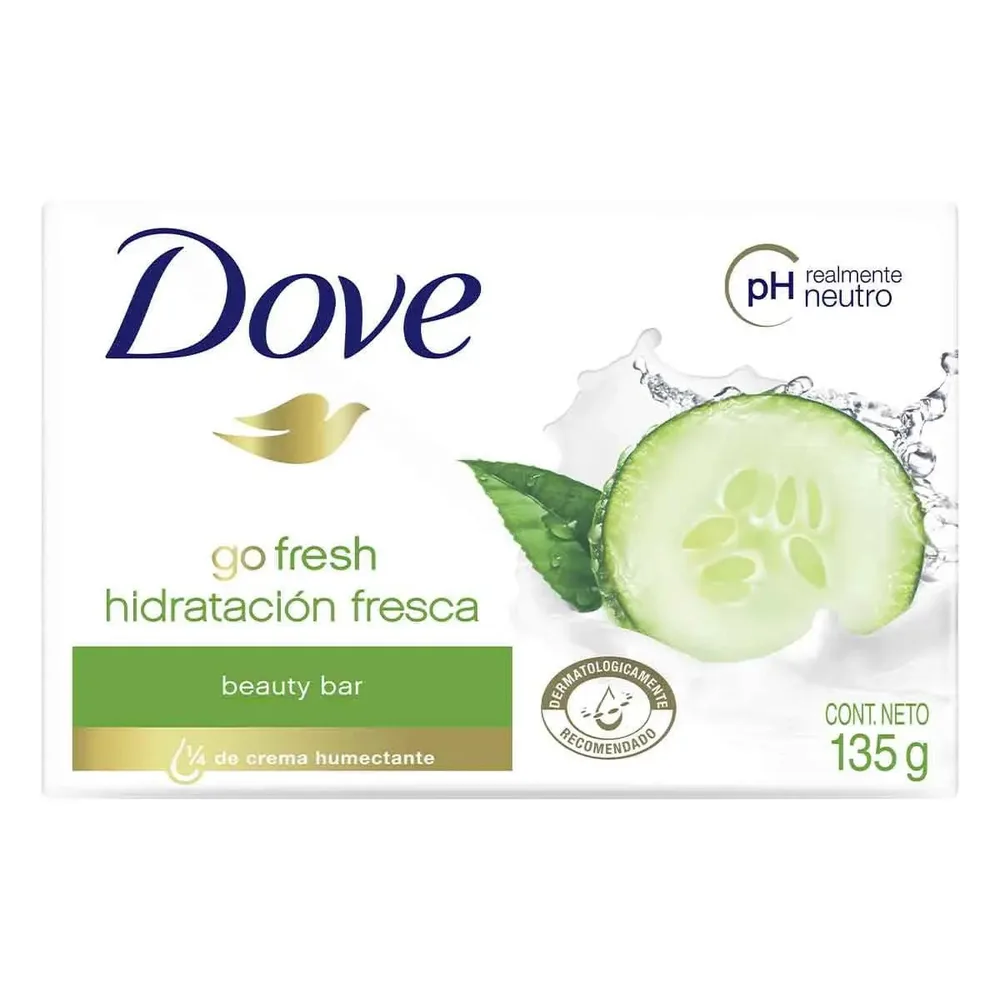 Dove
pH realmente
neutro
go fresh
hidratación fresca
beauty bar
¼ de crema humectante
DERMATOLOGICAMENTE
RECOMENDADO
CONT. NETO
135 g